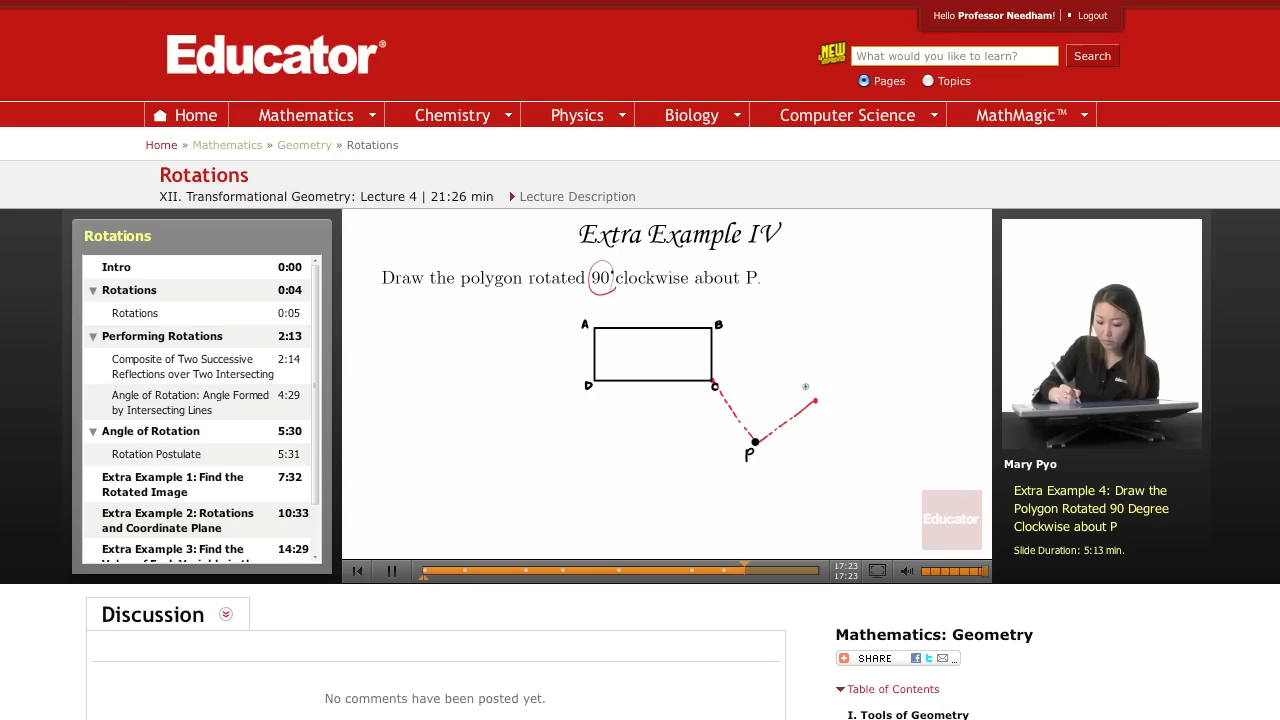 Hello Professor Needham! Logout
Educator®
NEW
What would you like to learn? Search
Pages Topics
Home Mathematics Chemistry Physics Biology Computer Science MathMagic™
Home » Mathematics » Geometry » Rotations
Rotations
XII. Transformational Geometry: Lecture 4 | 21:26 min Lecture Description
Rotations
Intro 0:00
Rotations 0:04
Rotations 0:05
Performing Rotations 2:13
Composite of Two Successive 2:14
Reflections over Two Intersecting
Angle of Rotation: Angle Formed 4:29
by Intersecting Lines
Angle of Rotation 5:30
Rotation Postulate 5:31
Extra Example 1: Find the 7:32
Rotated Image
Extra Example 2: Rotations 10:33
and Coordinate Plane
Extra Example 3: Find the 14:29
Extra Example IV
Draw the polygon rotated 90° clockwise about P.
A B
D C
P
Educator
17:23
17:23
Mary Pyo
Extra Example 4: Draw the
Polygon Rotated 90 Degree
Clockwise about P
Slide Duration: 5:13 min.
Discussion
No comments have been posted yet.
Mathematics: Geometry
SHARE ...
Table of Contents
I. Tools of Geometry